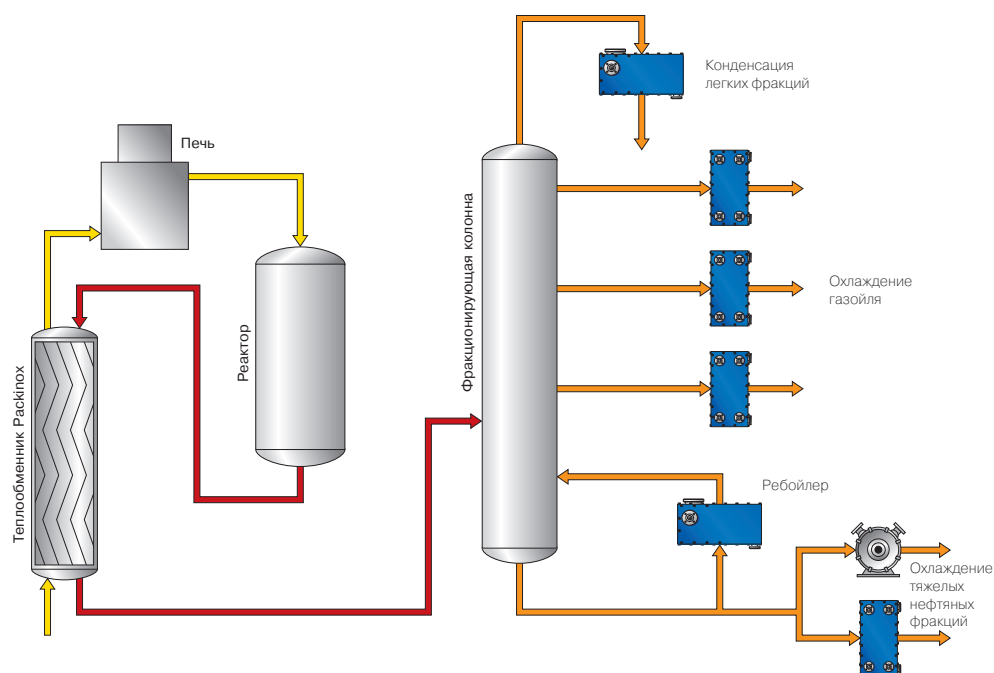 Конденсация
легких фракций
Печь
Фракционирующая колонна
Охлаждение
газойля
Реактор
Теплообменник Packinox
Ребойлер
Охлаждение
тяжелых
нефтяных
фракций